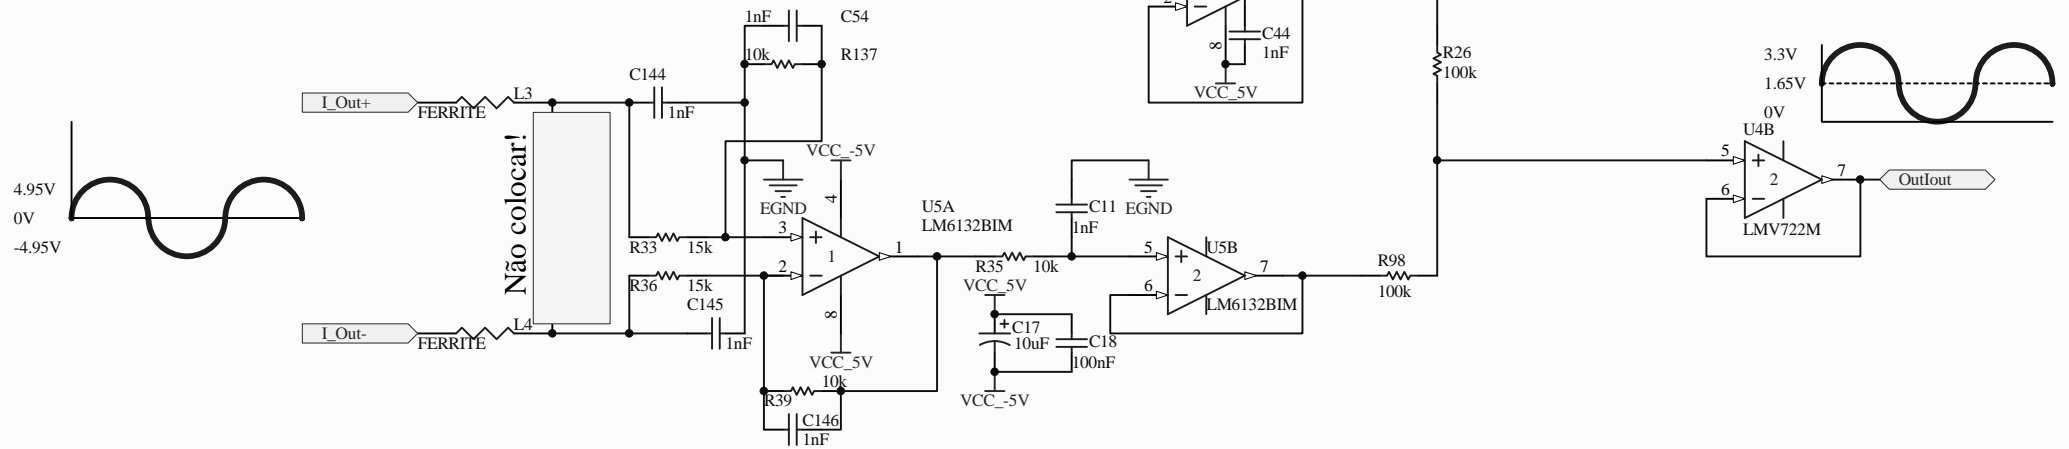 1nF
C54
10k
R137
C144
1nF
I_Out+
L3
FERRITE
Não colocar!
4.95V
0V
-4.95V
VCC_-5V
4
EGND
R33
15k
3
1
1
2
8
R36
15k
C145
1nF
I_Out-
L4
FERRITE
VCC_5V
10k
R39
C146
1nF
U5A
LM6132BIM
R35
10k
VCC_5V
C17
10uF
C18
100nF
VCC_-5V
C11
1nF
EGND
5
U5B
2
7
6
LM6132BIM
2
8
C44
1nF
VCC_5V
R26
100k
R98
100k
3.3V
1.65V
0V
U4B
5
2
7
6
LMV722M
OutIout